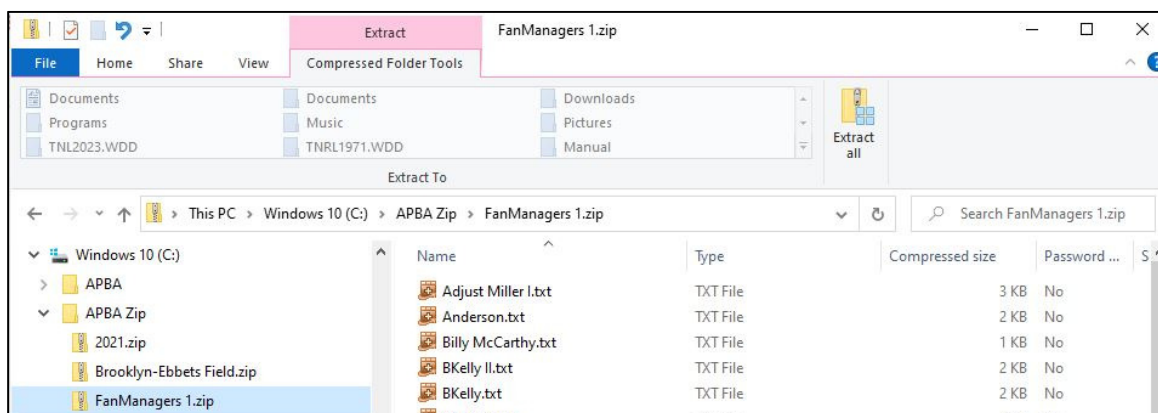 Extract FanManagers 1.zip
File Home Share View Compressed Folder Tools
Documents Documents Downloads
Programs Music Pictures
TNL2023.WDD TNRL1971.WDD Manual
Extract all
Extract To
This PC > Windows 10 (C:) > APBA Zip > FanManagers 1.zip Search FanManagers 1.zip
Windows 10 (C:) Name Type Compressed size Password ... S
APBA Adjust Miller I.txt TXT File 3 KB No
APBA Zip Anderson.txt TXT File 2 KB No
2021.zip Billy McCarthy.txt TXT File 1 KB No
Brooklyn-Ebbets Field.zip BKelly II.txt TXT File 2 KB No
FanManagers 1.zip BKelly.txt TXT File 2 KB No